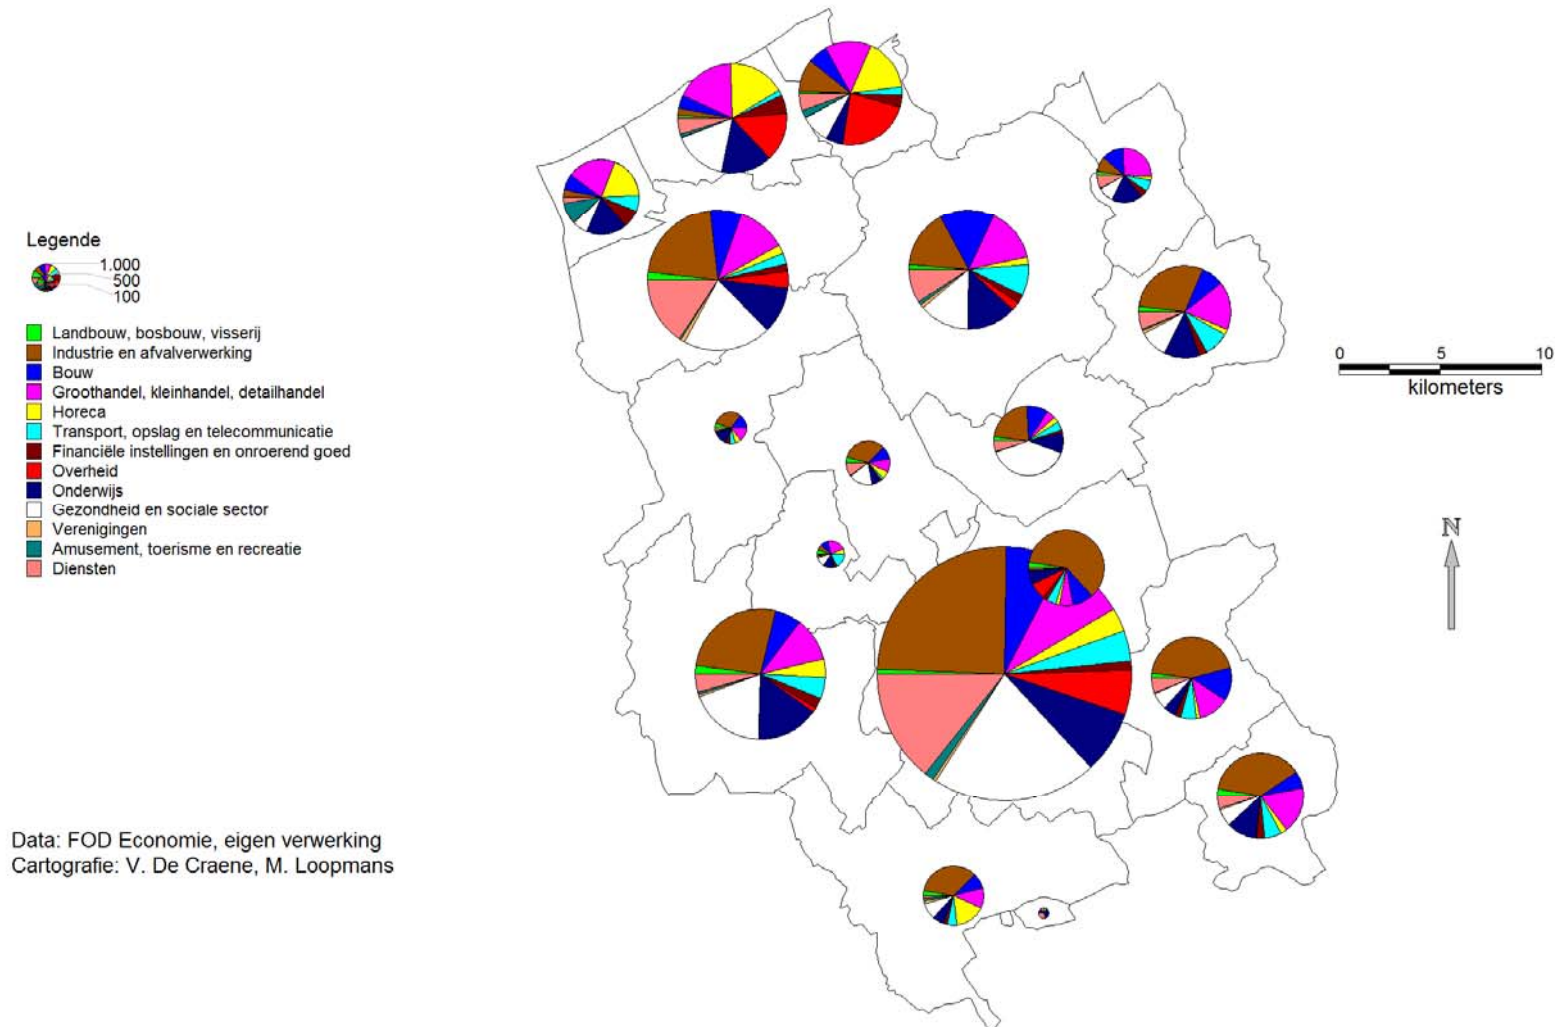 Legende
1.000
500
100
Landbouw, bosbouw, visserij
Industrie en afvalverwerking
Bouw
Groothandel, kleinhandel, detailhandel
Horeca
Transport, opslag en telecommunicatie
Financiële instellingen en onroerend goed
Overheid
Onderwijs
Gezondheid en sociale sector
Verenigingen
Amusement, toerisme en recreatie
Diensten
0 5 10
kilometers
N
Data: FOD Economie, eigen verwerking
Cartografie: V. De Craene, M. Loopmans